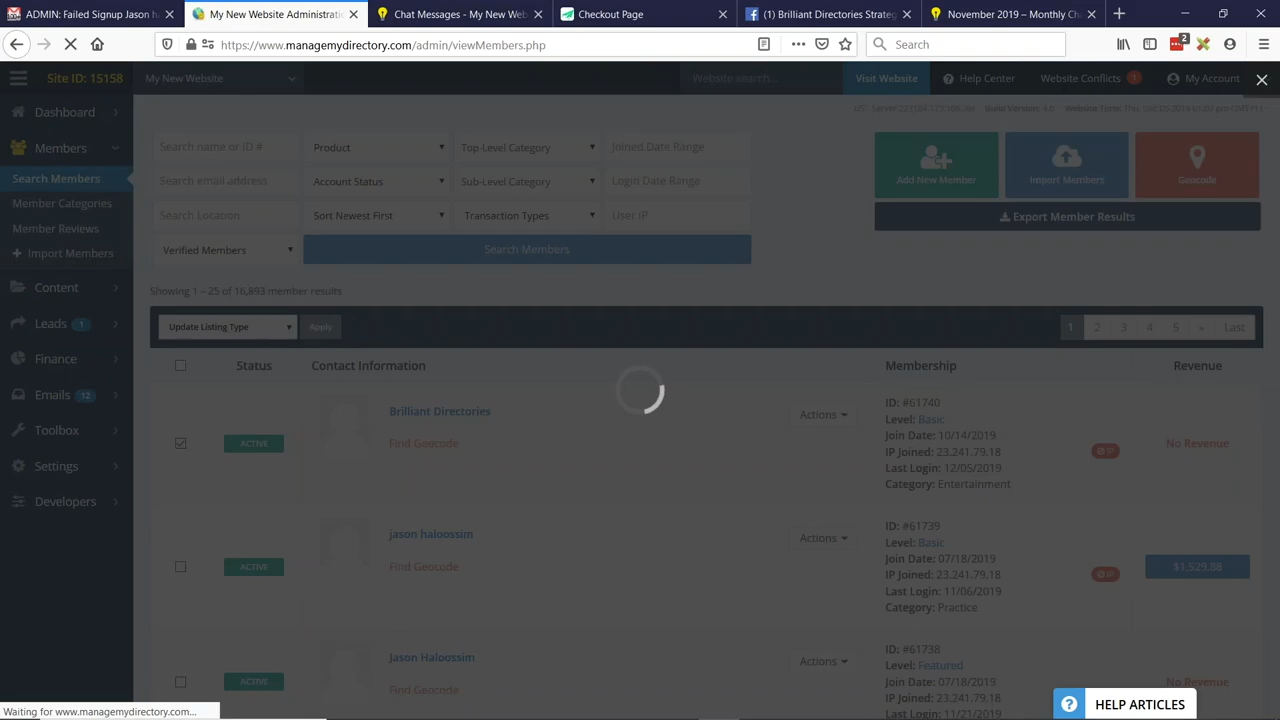 ADMIN: Failed Signup Jason h
My New Website Administratio
Chat Messages - My New Web
Checkout Page
(1) Brilliant Directories Strateg
November 2019 – Monthly Ch
https://www.managemydirectory.com/admin/viewMembers.php
Search
2
Site ID: 15158
My New Website
Website search...
Visit Website
Help Center
Website Conflicts 1
My Account
Dashboard
Members
Search Members
Member Categories
Member Reviews
Import Members
Content
Leads 1
Finance
Emails 12
Toolbox
Settings
Developers
Search name or ID #
Product
Top-Level Category
Joined Date Range
Search email address
Account Status
Sub-Level Category
Login Date Range
Search Location
Sort Newest First
Transaction Types
User IP
Verified Members
Search Members
Add New Member
Import Members
Geocode
Export Member Results
Showing 1 – 25 of 16,893 member results
Update Listing Type
Apply
1 2 3 4 5 » Last
Status
Contact Information
Membership
Revenue
ACTIVE
Brilliant Directories
Find Geocode
Actions
ID: #61740
Level: Basic
Join Date: 10/14/2019
IP Joined: 23.241.79.18
Last Login: 12/05/2019
Category: Entertainment
IP
No Revenue
ACTIVE
jason haloossim
Find Geocode
Actions
ID: #61739
Level: Basic
Join Date: 07/18/2019
IP Joined: 23.241.79.18
Last Login: 11/06/2019
Category: Practice
IP
$1,529.88
ACTIVE
Jason Haloossim
Find Geocode
Actions
ID: #61738
Level: Featured
Join Date: 07/18/2019
IP Joined: 23.241.79.18
Last Login: 11/21/2019
No Revenue
Waiting for www.managemydirectory.com...
HELP ARTICLES